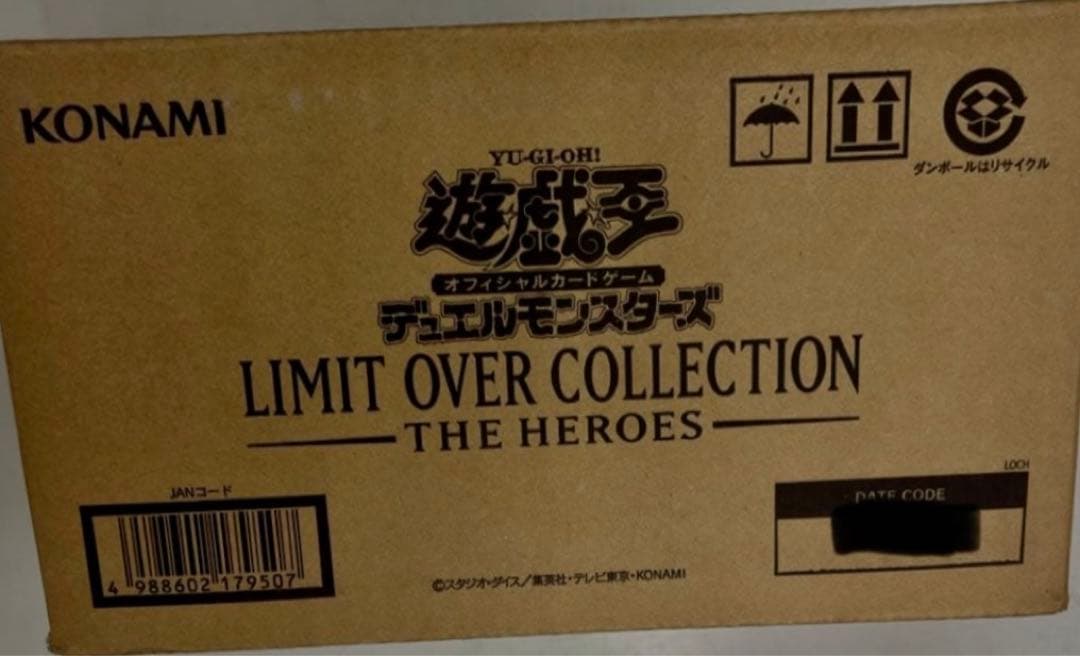 KONAMI
ダンボールはリサイクル
YU-GI-OH!
遊戯王
オフィシャルカードゲーム
デュエルモンスターズ
LIMIT OVER COLLECTION
THE HEROES
JANコード
4 988602 179507
LOCH
DATE CODE
©スタジオ・ダイス/集英社・テレビ東京・KONAMI